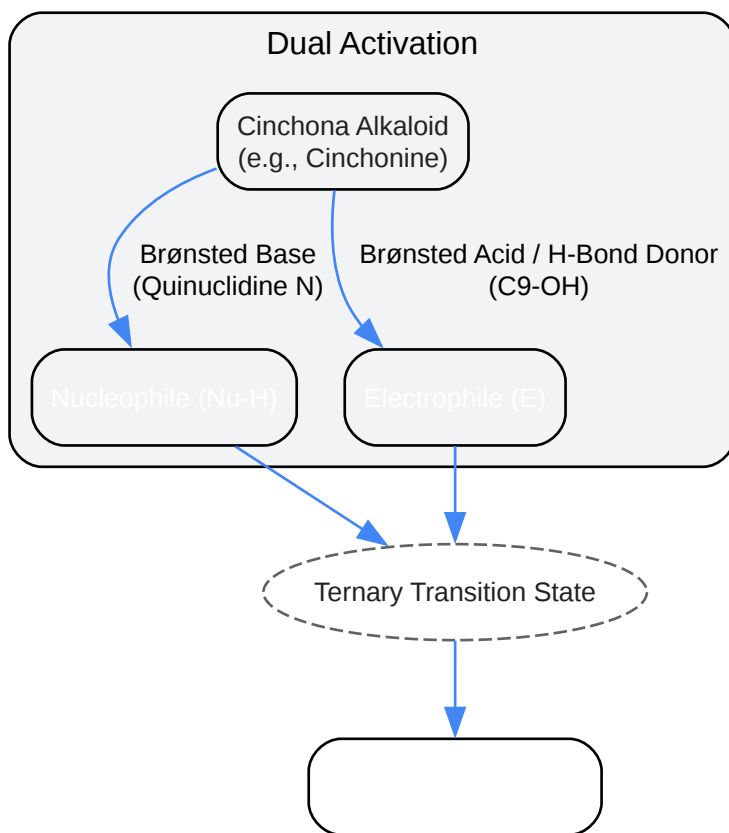 Dual Activation
Cinchona Alkaloid
(e.g., Cinchonine)
Brønsted Base
(Quinuclidine N)
Brønsted Acid / H-Bond Donor
(C9-OH)
Nucleophile (Nu-H)
Electrophile (E)
Ternary Transition State